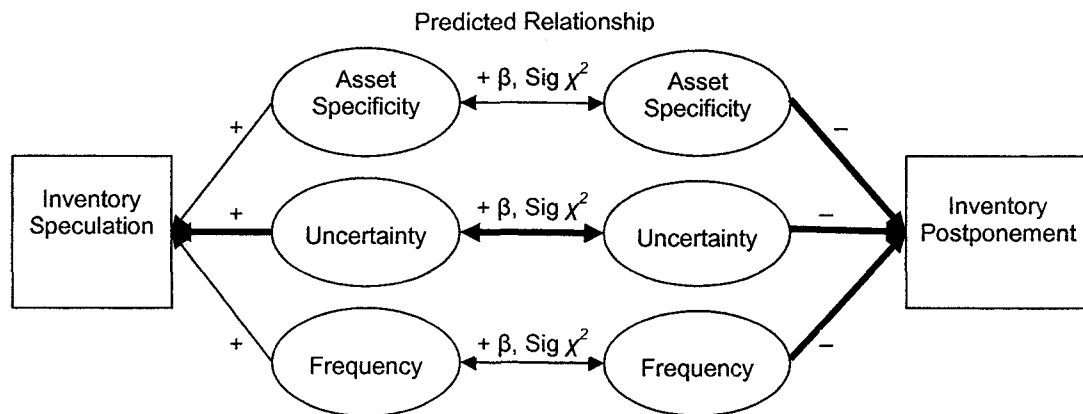 Predicted Relationship
Asset
Specificity
+ β, Sig χ²
Asset
Specificity
+
–
Inventory
Speculation
+
Uncertainty
+ β, Sig χ²
Uncertainty
–
Inventory
Postponement
+
Frequency
+ β, Sig χ²
Frequency
–